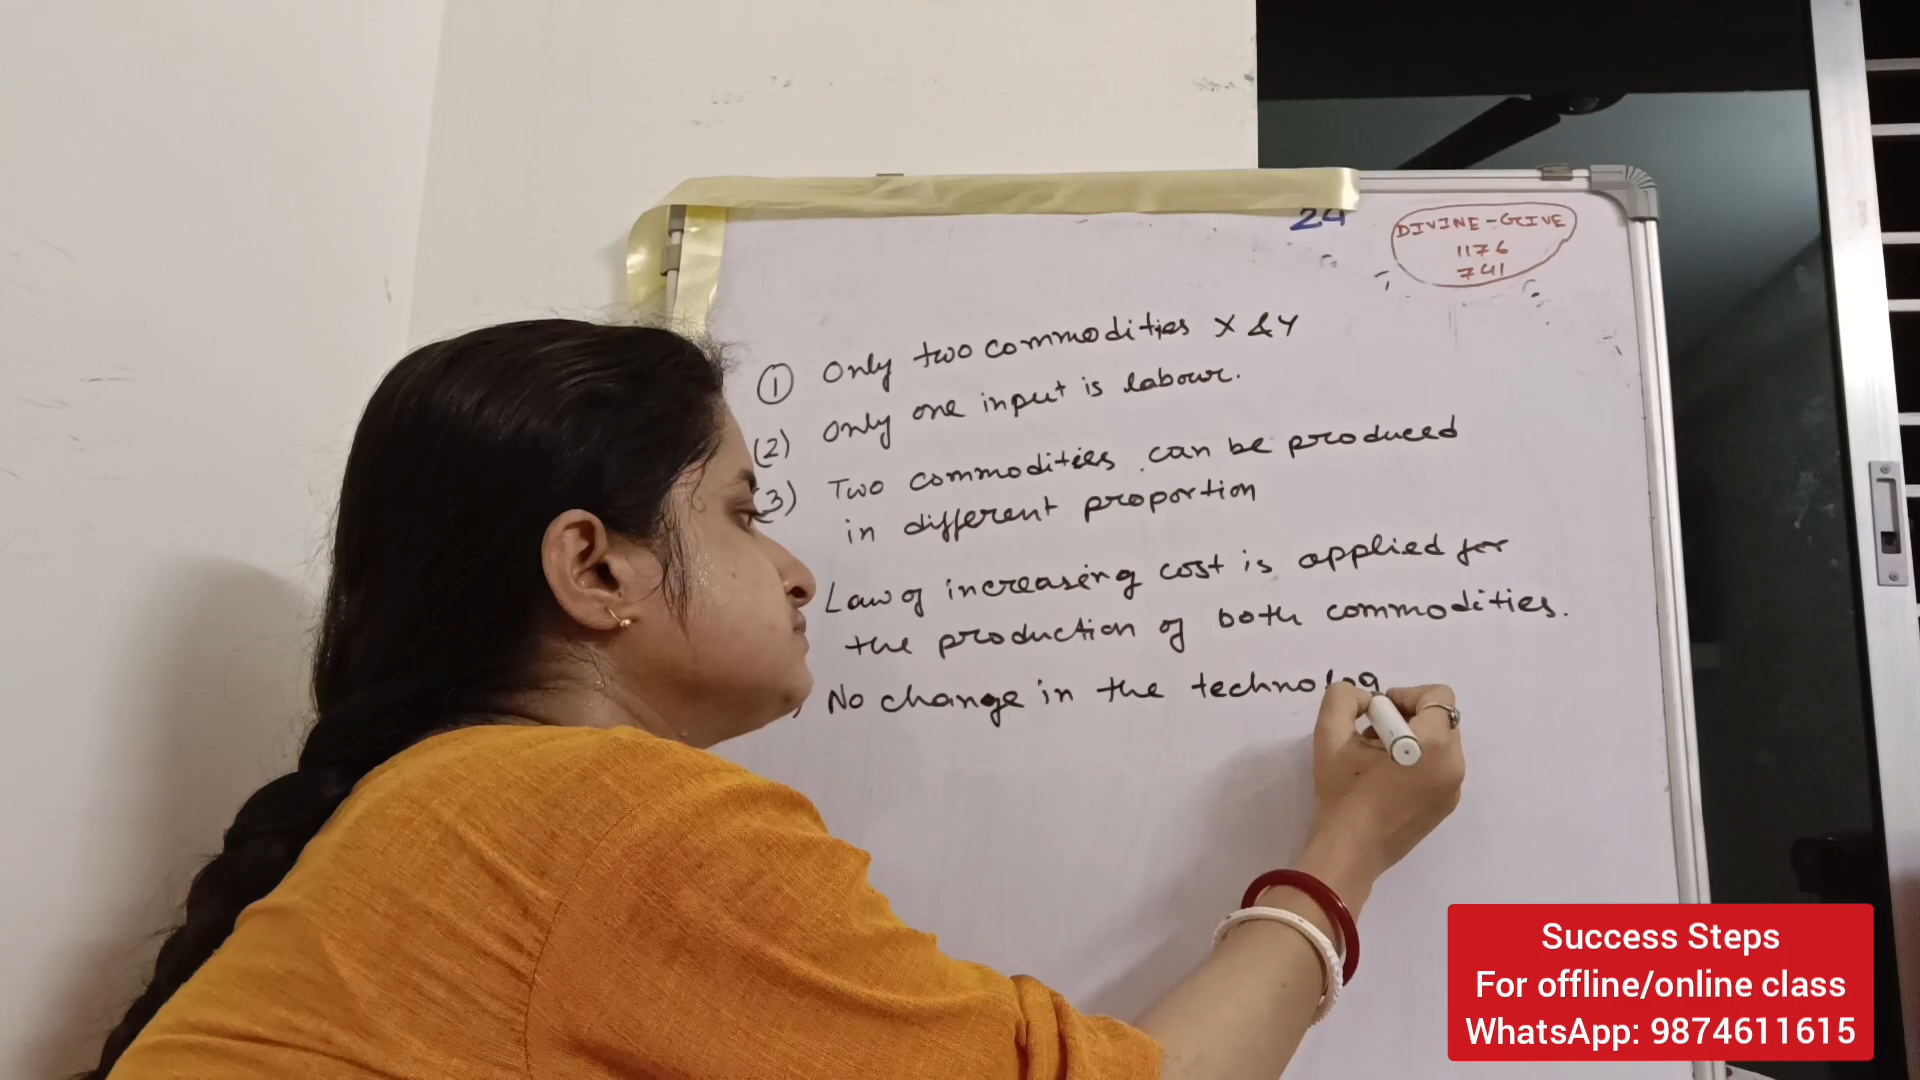 24
DIVINE-GCIVE
1176
741
① Only two commodities X & Y
(2) Only one input is labour.
(3) Two commodities can be produced
in different proportion
Law of increasing cost is applied for
the production of both commodities.
No change in the technolog
Success Steps
For offline/online class
WhatsApp: 9874611615